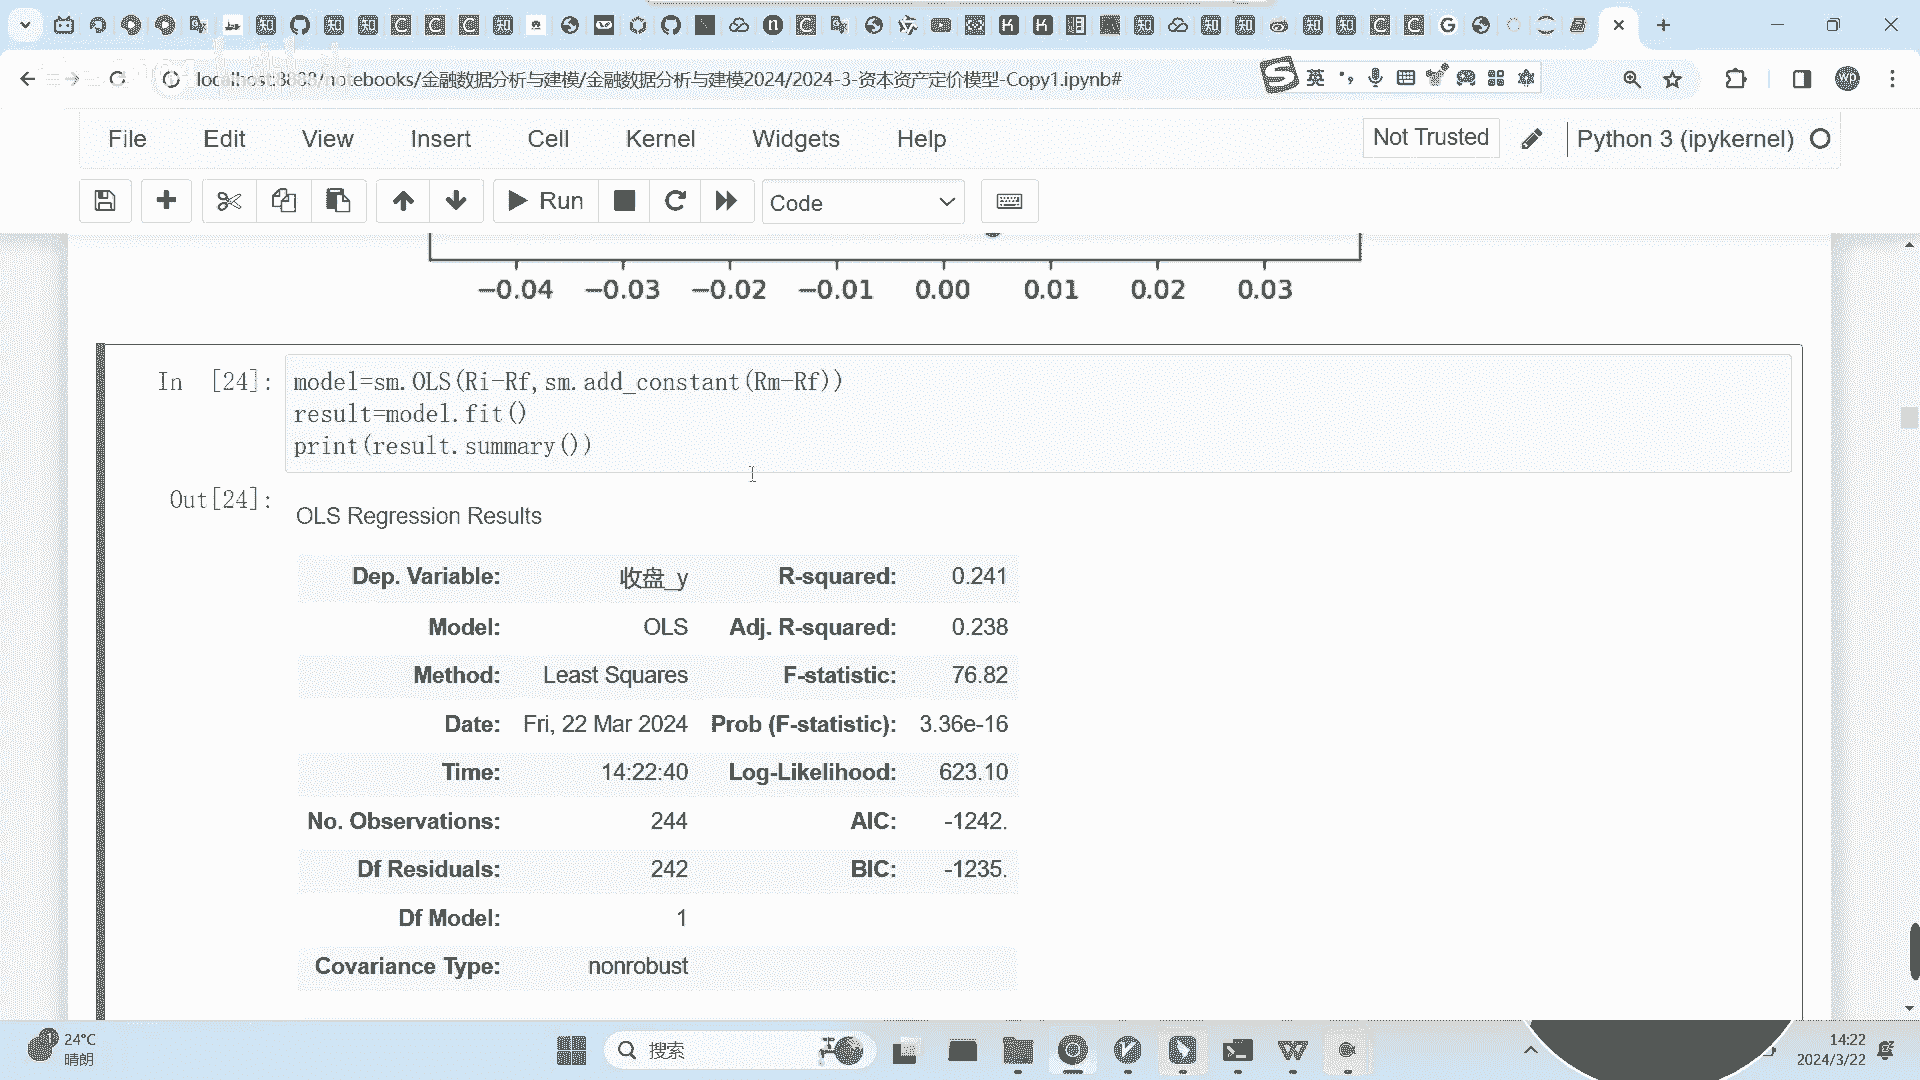 localhost:8888/notebooks/金融数据分析与建模/金融数据分析与建模2024/2024-3-资本资产定价模型-Copy1.ipynb#
英
File Edit View Insert Cell Kernel Widgets Help
Not Trusted
Python 3 (ipykernel)
Run
Code
−0.04 −0.03 −0.02 −0.01 0.00 0.01 0.02 0.03
In [24]:
model=sm.OLS(Ri-Rf,sm.add_constant(Rm-Rf))
result=model.fit()
print(result.summary())
Out[24]:
OLS Regression Results
Dep. Variable: 收盘_y R-squared: 0.241
Model: OLS Adj. R-squared: 0.238
Method: Least Squares F-statistic: 76.82
Date: Fri, 22 Mar 2024 Prob (F-statistic): 3.36e-16
Time: 14:22:40 Log-Likelihood: 623.10
No. Observations: 244 AIC: -1242.
Df Residuals: 242 BIC: -1235.
Df Model: 1
Covariance Type: nonrobust
24°C
晴朗
搜索
14:22
2024/3/22